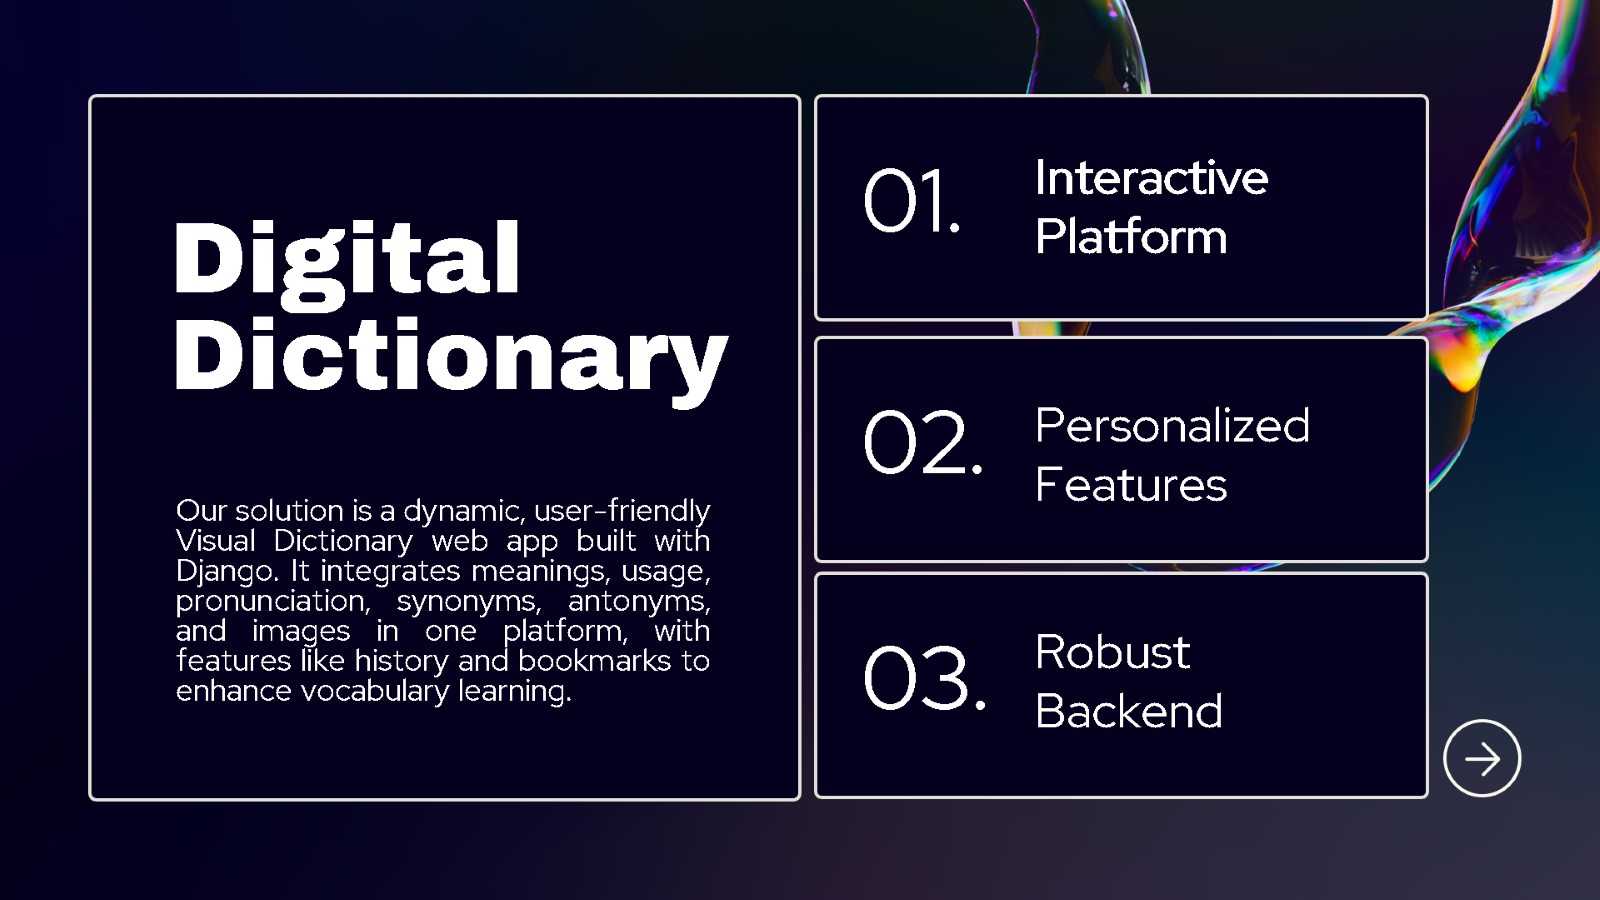 Digital
Dictionary
Our solution is a dynamic, user-friendly
Visual Dictionary web app built with
Django. It integrates meanings, usage,
pronunciation, synonyms, antonyms,
and images in one platform, with
features like history and bookmarks to
enhance vocabulary learning.
01.
Interactive
Platform
02.
Personalized
Features
03.
Robust
Backend